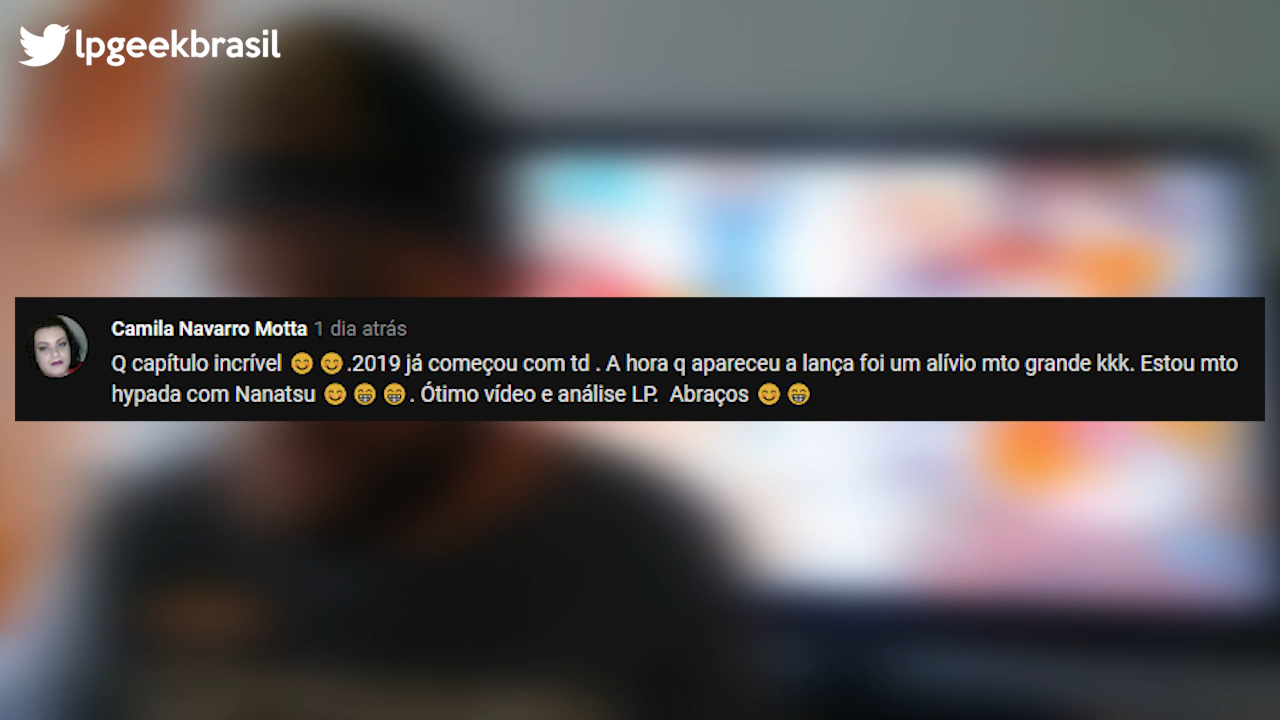 lpgeekbrasil
Camila Navarro Motta 1 dia atrás
Q capítulo incrível 😊 😊.2019 já começou com td . A hora q apareceu a lança foi um alívio mto grande kkk. Estou mto
hypada com Nanatsu 😊 😁 😁 . Ótimo vídeo e análise LP.  Abraços 😊 😁